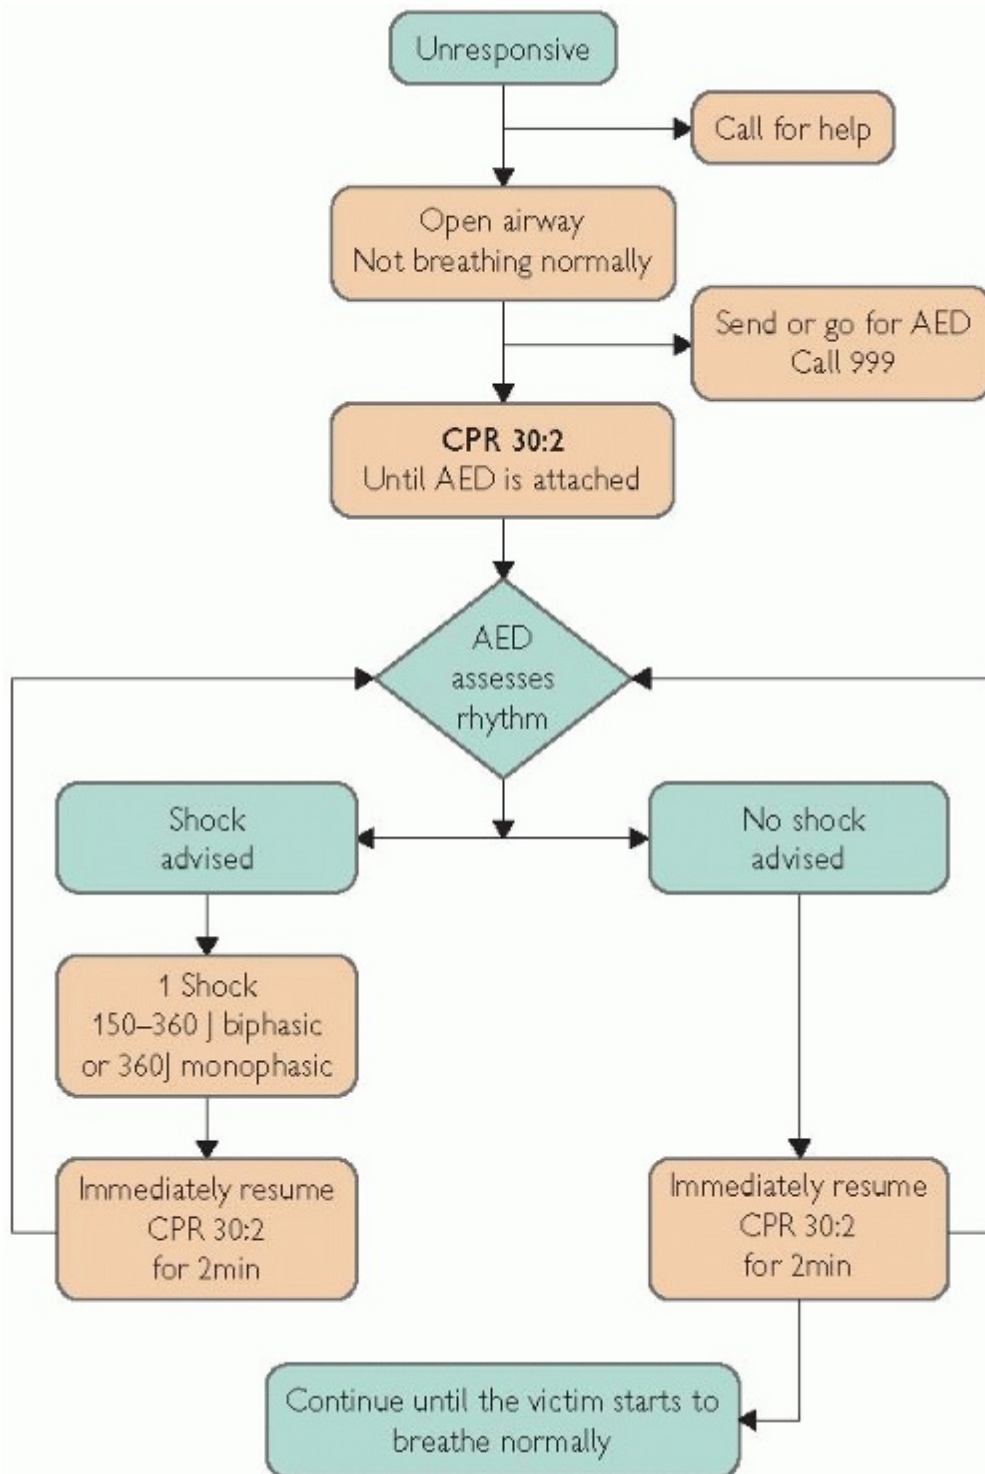 Unresponsive
Call for help
Open airway
Not breathing normally
Send or go for AED
Call 999
CPR 30:2
Until AED is attached
AED
assesses
rhythm
Shock
advised
No shock
advised
1 Shock
150–360 J biphasic
or 360J monophasic
Immediately resume
CPR 30:2
for 2min
Immediately resume
CPR 30:2
for 2min
Continue until the victim starts to
breathe normally